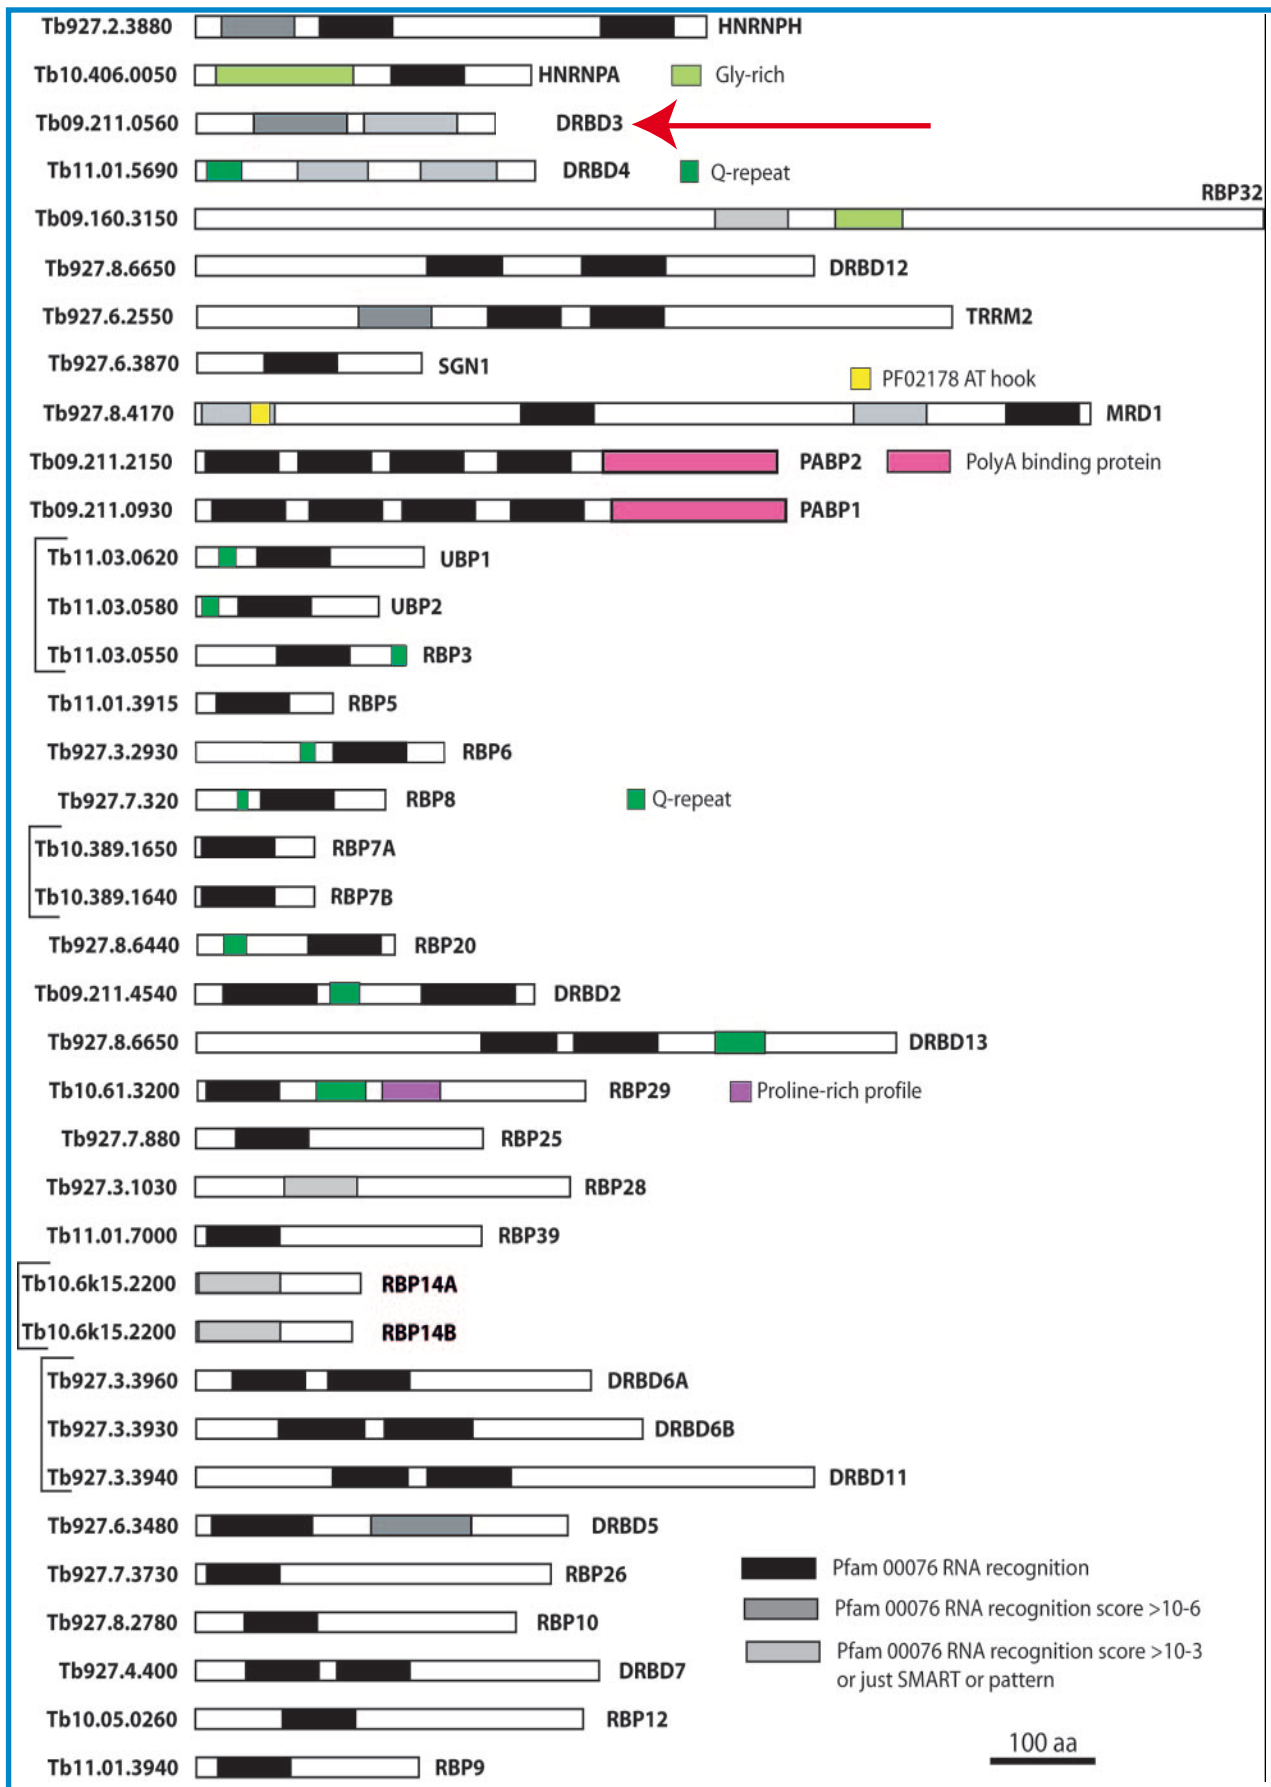 Tb927.2.3880 HNRNPH
Tb10.406.0050 HNRNPA Gly-rich
Tb09.211.0560 DRBD3
Tb11.01.5690 DRBD4 Q-repeat
RBP32
Tb09.160.3150
Tb927.8.6650 DRBD12
Tb927.6.2550 TRRM2
Tb927.6.3870 SGN1
PF02178 AT hook
Tb927.8.4170 MRD1
Tb09.211.2150 PABP2 PolyA binding protein
Tb09.211.0930 PABP1
Tb11.03.0620 UBP1
Tb11.03.0580 UBP2
Tb11.03.0550 RBP3
Tb11.01.3915 RBP5
Tb927.3.2930 RBP6
Tb927.7.320 RBP8 Q-repeat
Tb10.389.1650 RBP7A
Tb10.389.1640 RBP7B
Tb927.8.6440 RBP20
Tb09.211.4540 DRBD2
Tb927.8.6650 DRBD13
Tb10.61.3200 RBP29 Proline-rich profile
Tb927.7.880 RBP25
Tb927.3.1030 RBP28
Tb11.01.7000 RBP39
Tb10.6k15.2200 RBP14A
Tb10.6k15.2200 RBP14B
Tb927.3.3960 DRBD6A
Tb927.3.3930 DRBD6B
Tb927.3.3940 DRBD11
Tb927.6.3480 DRBD5
Tb927.7.3730 RBP26 Pfam 00076 RNA recognition
Pfam 00076 RNA recognition score >10-6
Tb927.8.2780 RBP10
Pfam 00076 RNA recognition score >10-3
Tb927.4.400 DRBD7
or just SMART or pattern
Tb10.05.0260 RBP12
100 aa
Tb11.01.3940 RBP9